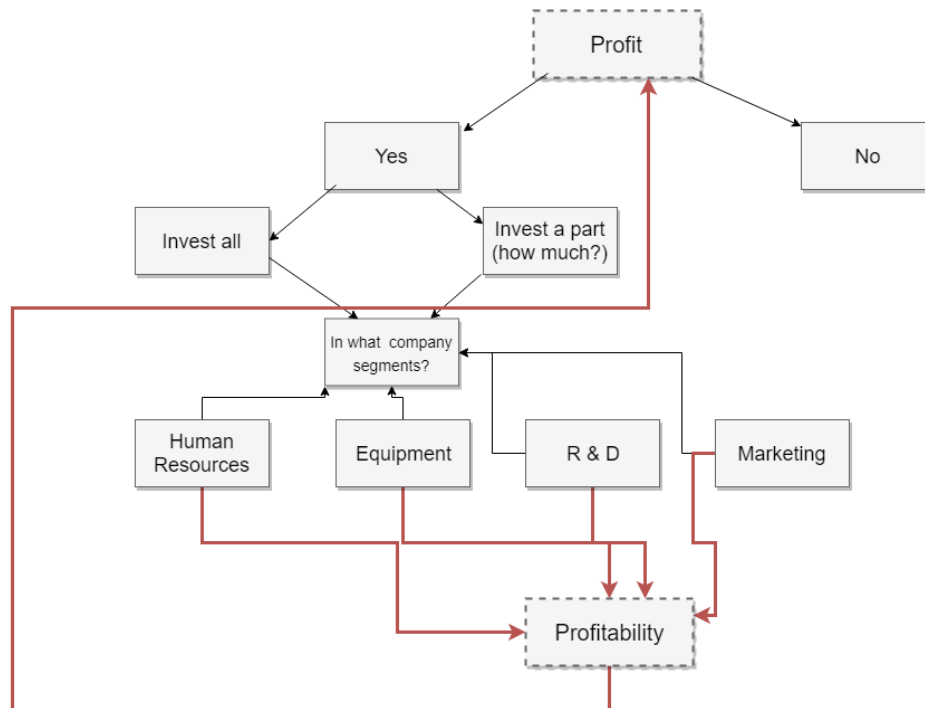 Profit
Yes
No
Invest all
Invest a part
(how much?)
In what company
segments?
Human
Resources
Equipment
R & D
Marketing
Profitability